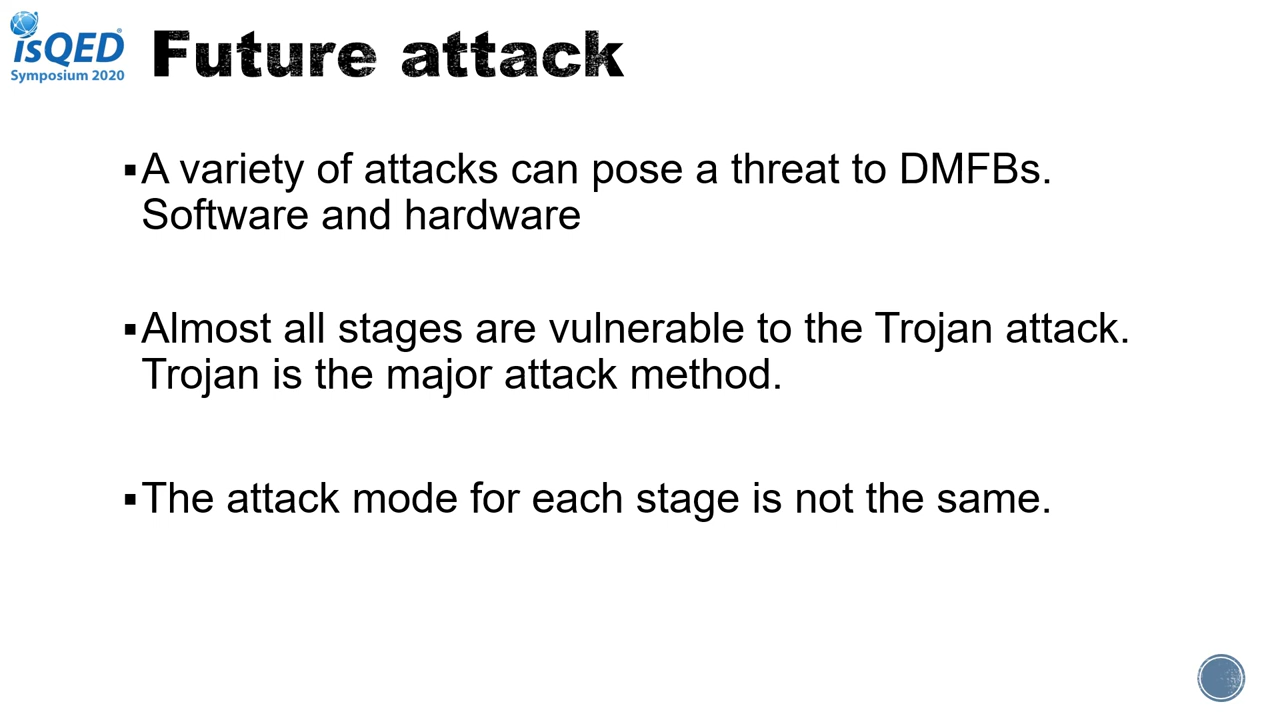 isQED
Symposium 2020
Future attack
▪A variety of attacks can pose a threat to DMFBs.
Software and hardware
▪Almost all stages are vulnerable to the Trojan attack.
Trojan is the major attack method.
▪The attack mode for each stage is not the same.